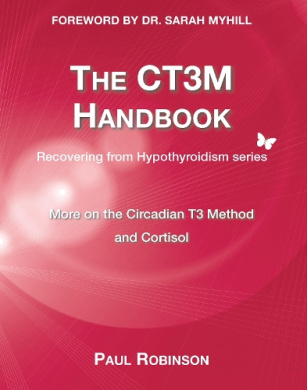 FOREWORD BY DR. SARAH MYHILL
THE CT3M
HANDBOOK
Recovering from Hypothyroidism series
More on the Circadian T3 Method
and Cortisol
PAUL ROBINSON